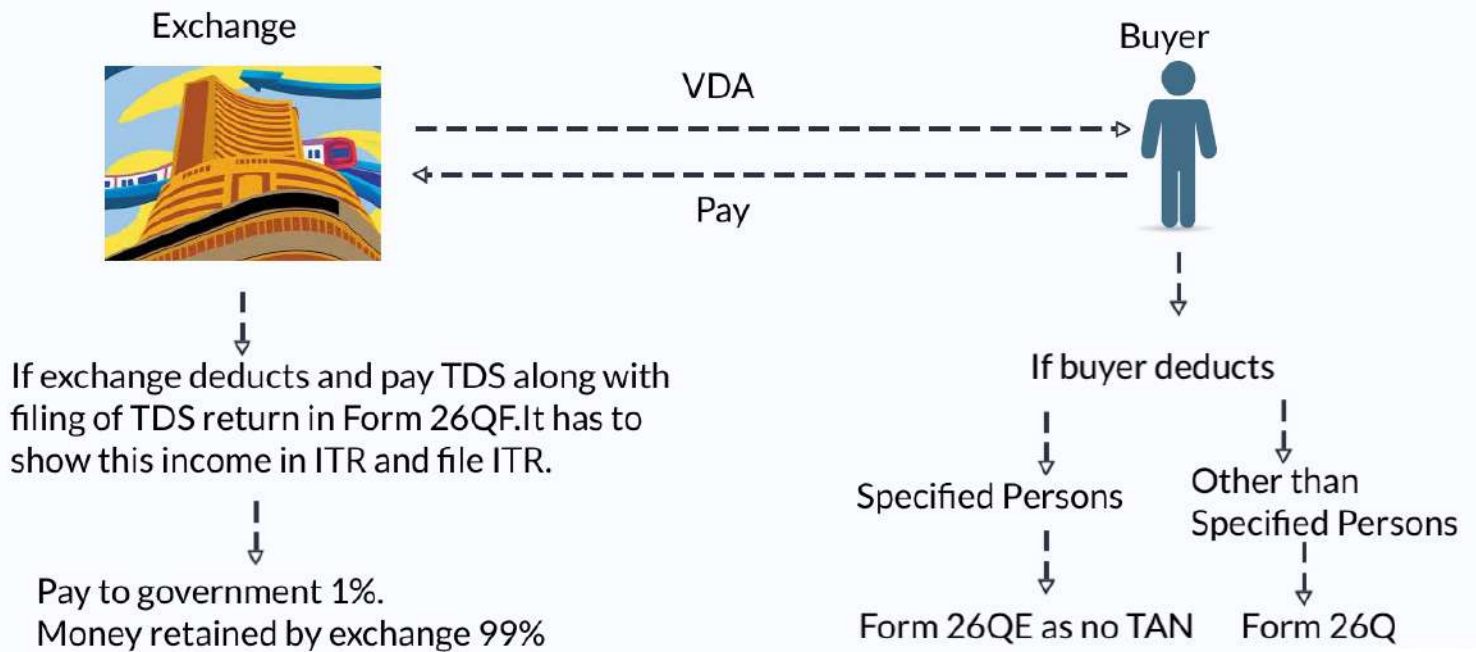 Exchange
Buyer
VDA
Pay
If exchange deducts and pay TDS along with
filing of TDS return in Form 26QF.It has to
show this income in ITR and file ITR.
Pay to government 1%.
Money retained by exchange 99%
If buyer deducts
Specified Persons
Other than
Specified Persons
Form 26QE as no TAN
Form 26Q